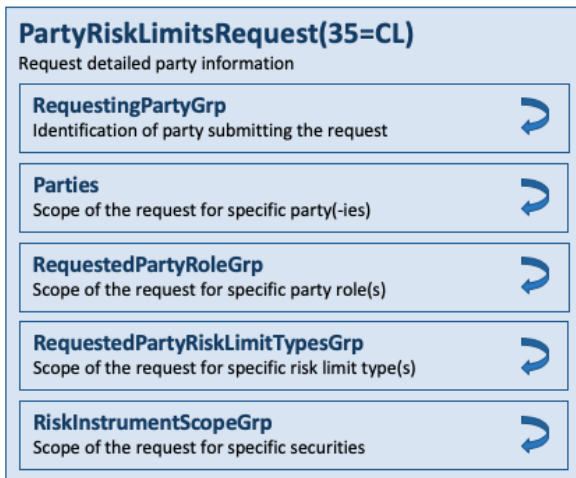 PartyRiskLimitsRequest(35=CL)
Request detailed party information
RequestingPartyGrp
Identification of party submitting the request
Parties
Scope of the request for specific party(-ies)
RequestedPartyRoleGrp
Scope of the request for specific party role(s)
RequestedPartyRiskLimitTypesGrp
Scope of the request for specific risk limit type(s)
RiskInstrumentScopeGrp
Scope of the request for specific securities